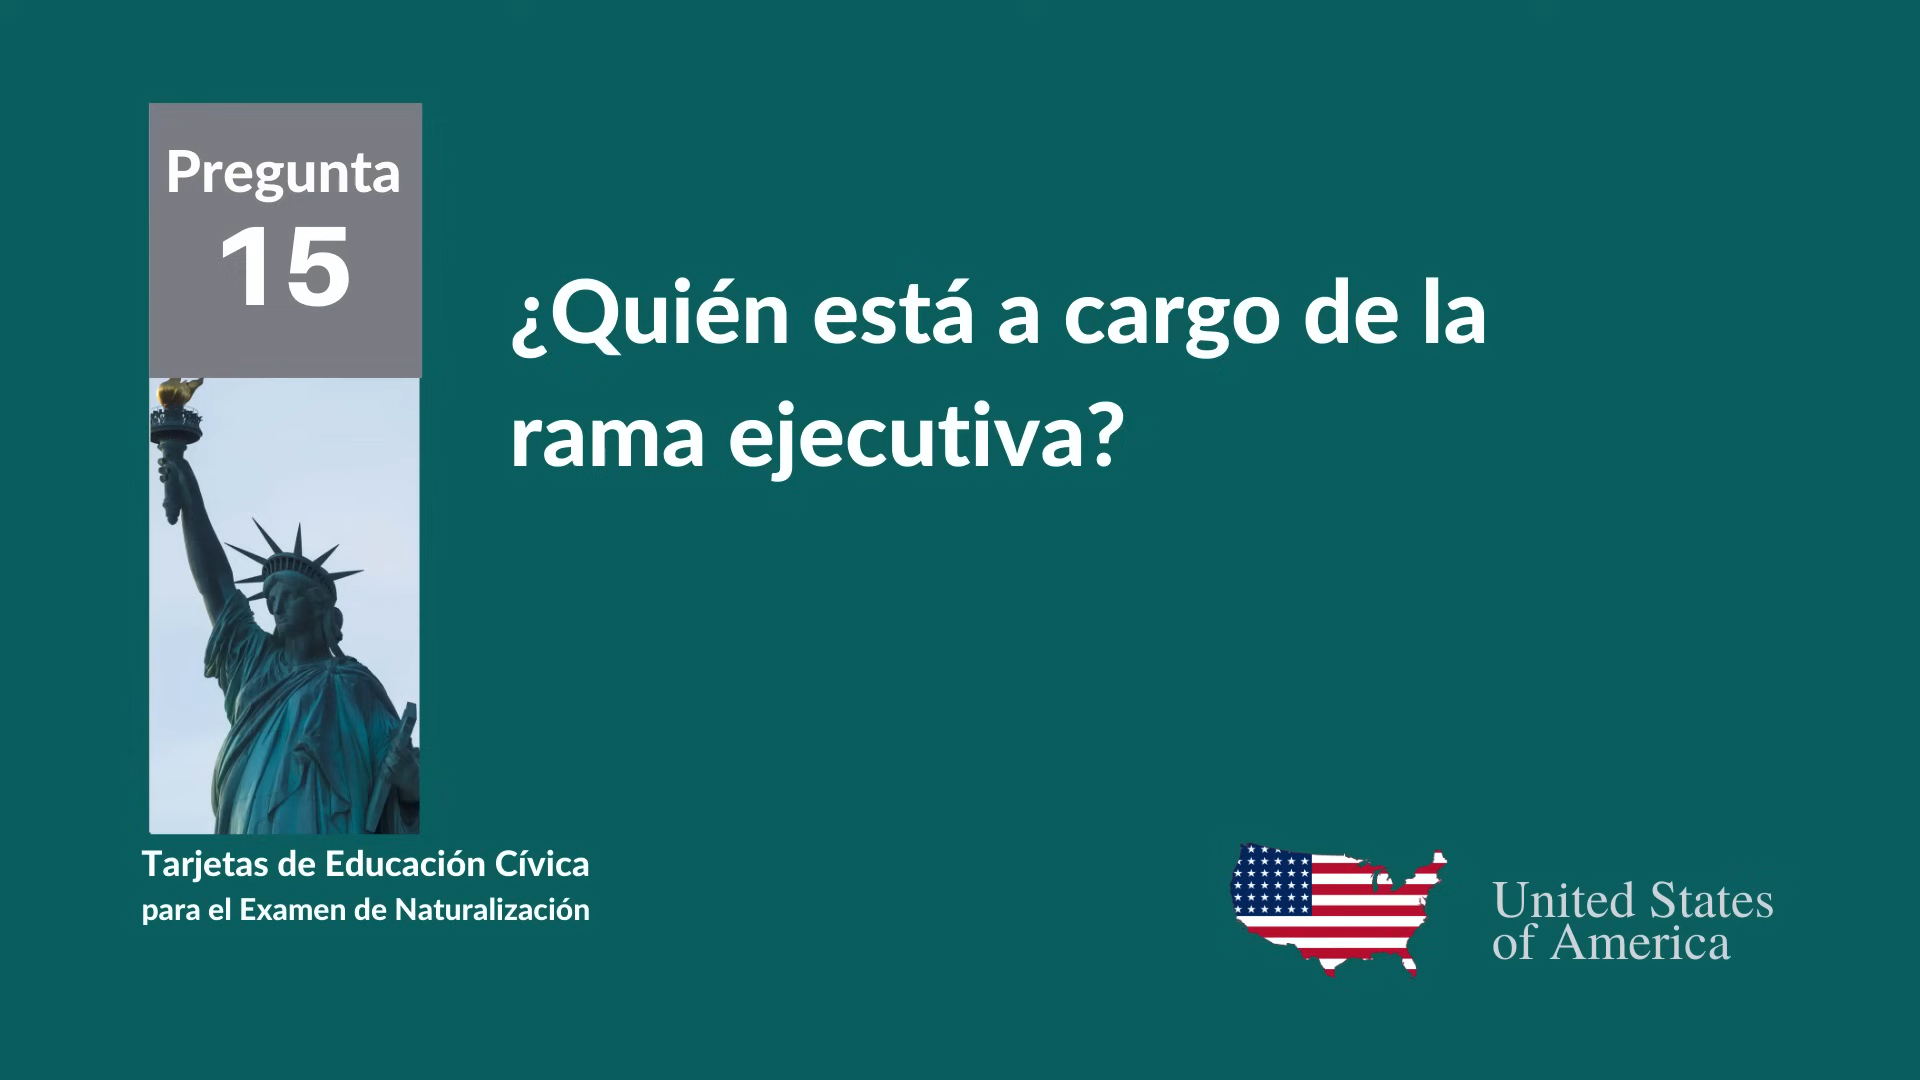 Pregunta
15
¿Quién está a cargo de la
rama ejecutiva?
Tarjetas de Educación Cívica
para el Examen de Naturalización
United States
of America